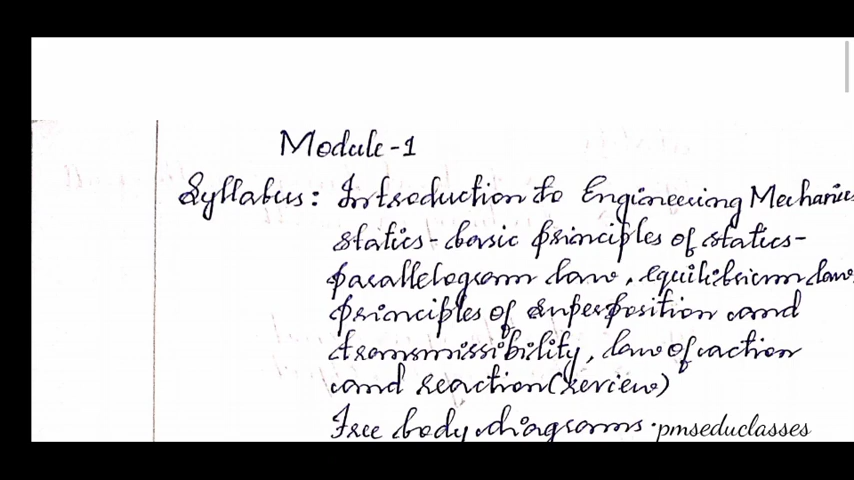 Module-1
Syllabus: Introduction to Engineering Mechanics
statics-basic principles of statics-
parallelogram law, equilibrium law,
principles of superposition and
transmissibility, law of action
and reaction(review)
Free body diagrams.
pmseduclasses